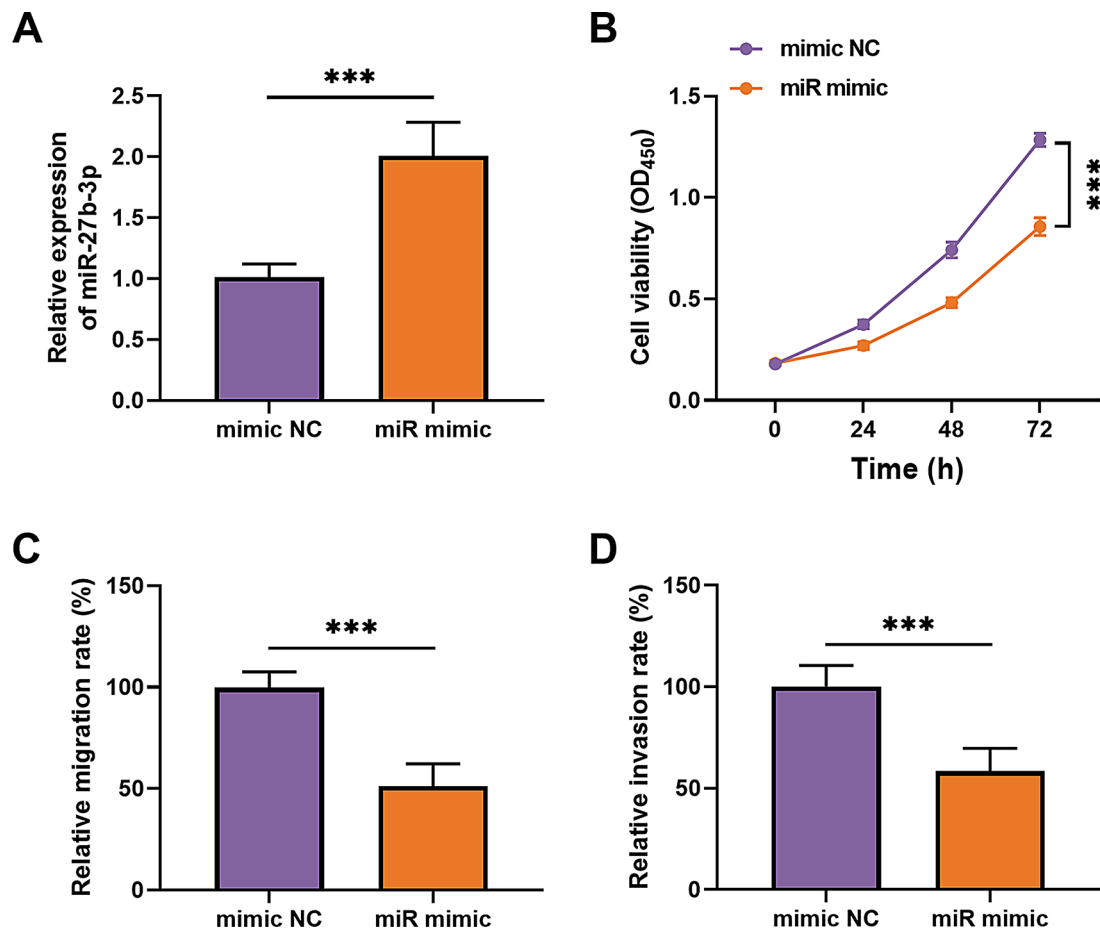 A
Relative expression
of miR-27b-3p
2.5
2.0
1.5
1.0
0.5
0.0
***
mimic NC
miR mimic
B
mimic NC
miR mimic
Cell viability (OD450)
1.5
1.0
0.5
0.0
***
0
24
48
72
Time (h)
C
Relative migration rate (%)
150
100
50
0
***
mimic NC
miR mimic
D
Relative invasion rate (%)
150
100
50
0
***
mimic NC
miR mimic